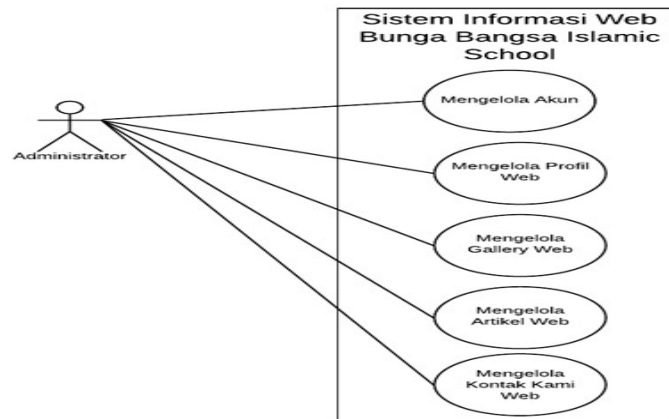 Sistem Informasi Web
Bunga Bangsa Islamic
School
Mengelola Akun
Administrator
Mengelola Profil
Web
Mengelola
Gallery Web
Mengelola
Artikel Web
Mengelola
Kontak Kami
Web